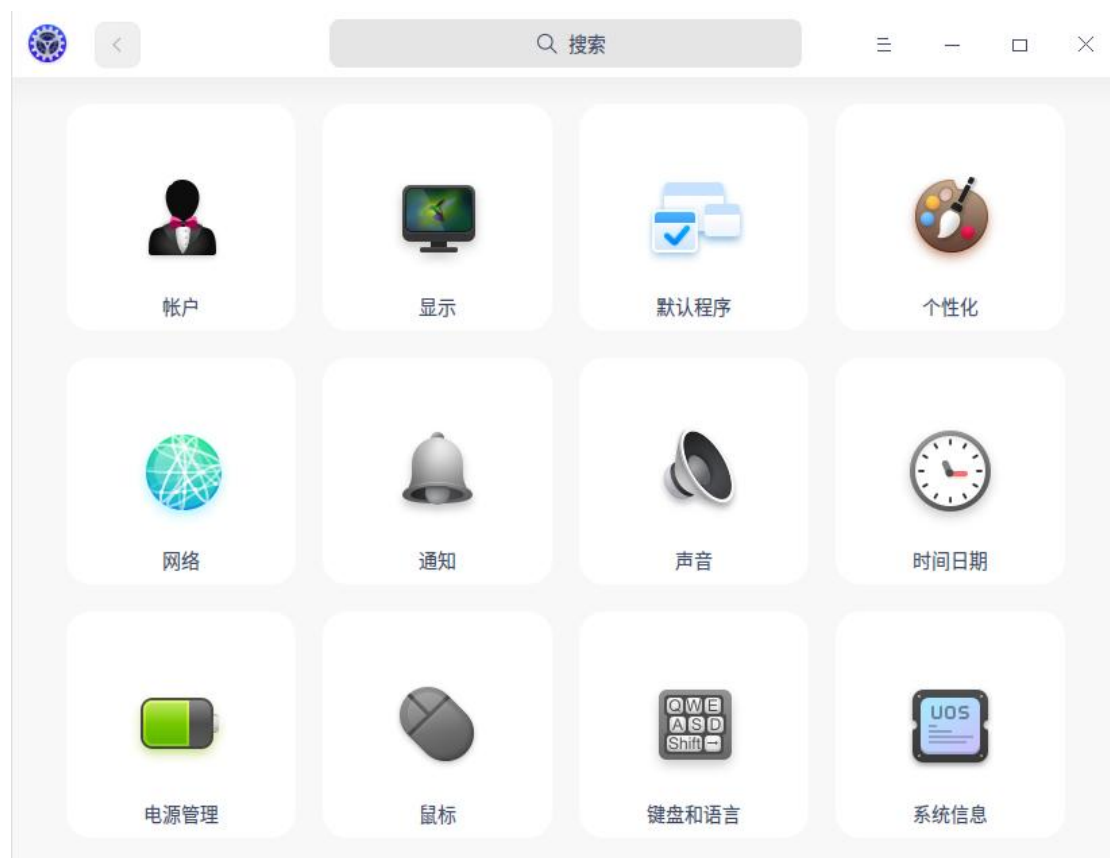 搜索
帐户
显示
默认程序
个性化
网络
通知
声音
时间日期
Q W E
A S D
Shift →
UOS
电源管理
鼠标
键盘和语言
系统信息